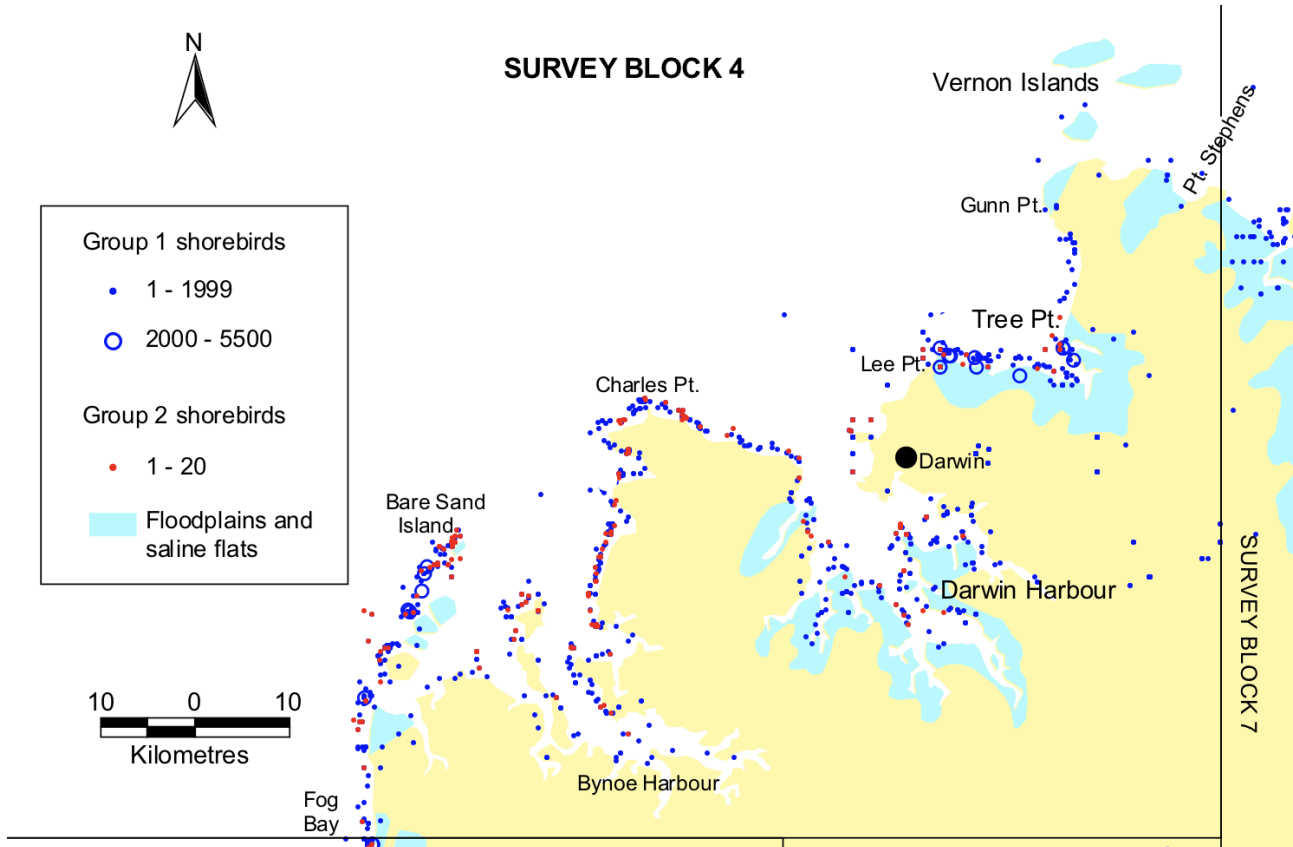 N
SURVEY BLOCK 4
Vernon Islands
Pt. Stephens
Group 1 shorebirds
1 - 1999
2000 - 5500
Group 2 shorebirds
1 - 20
Floodplains and
saline flats
Gunn Pt.
Tree Pt.
Lee Pt.
Charles Pt.
Darwin
Bare Sand
Island
Darwin Harbour
SURVEY BLOCK 7
10 0 10
Kilometres
Bynoe Harbour
Fog
Bay